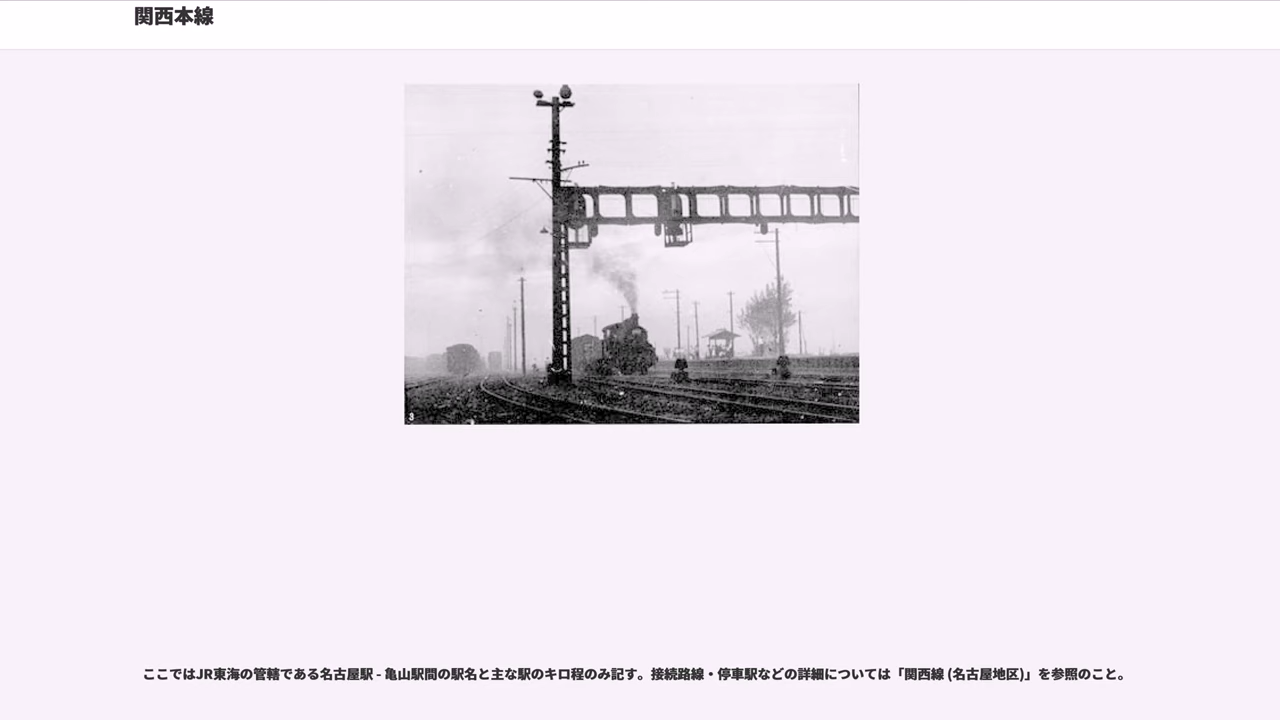 関西本線
3
ここではJR東海の管轄である名古屋駅 - 亀山駅間の駅名と主な駅のキロ程のみ記す。接続路線・停車駅などの詳細については「関西線 (名古屋地区)」を参照のこと。